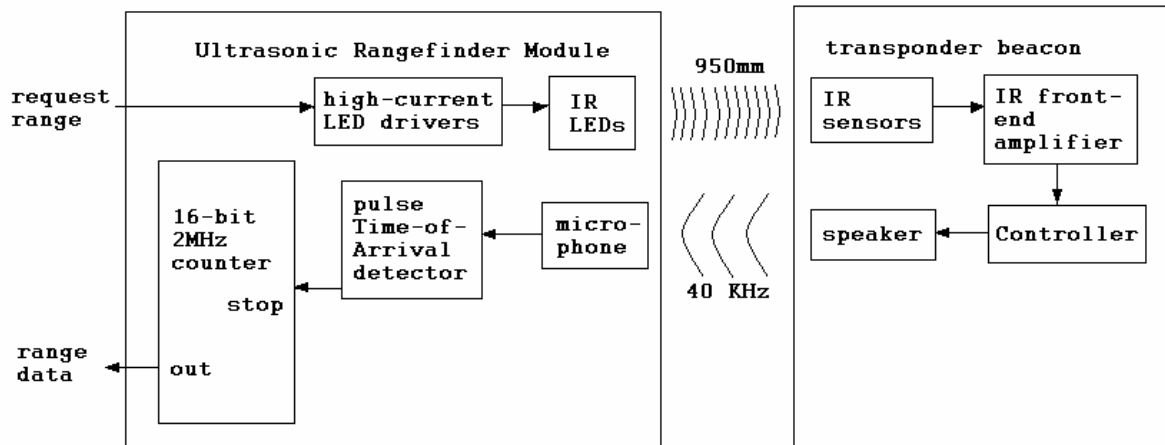 Ultrasonic Rangefinder Module
request
range
high-current
LED drivers
IR
LEDs
16-bit
2MHz
counter
stop
out
pulse
Time-of-
Arrival
detector
micro-
phone
range
data
950mm
40 KHz
transponder beacon
IR
sensors
IR front-
end
amplifier
speaker
Controller